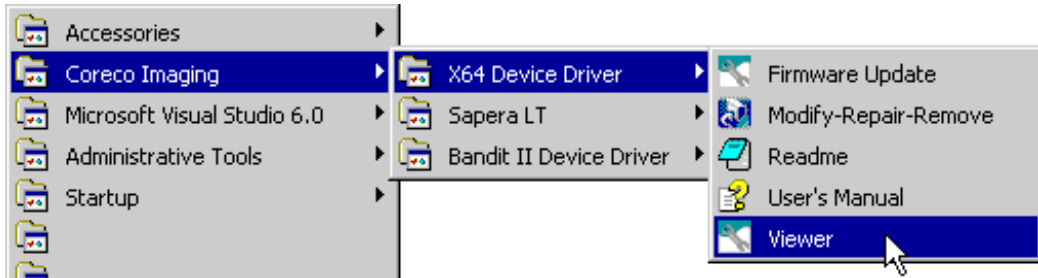 Accessories
Coreco Imaging
Microsoft Visual Studio 6.0
Administrative Tools
Startup
X64 Device Driver
Sapera LT
Bandit II Device Driver
Firmware Update
Modify-Repair-Remove
Readme
User's Manual
Viewer